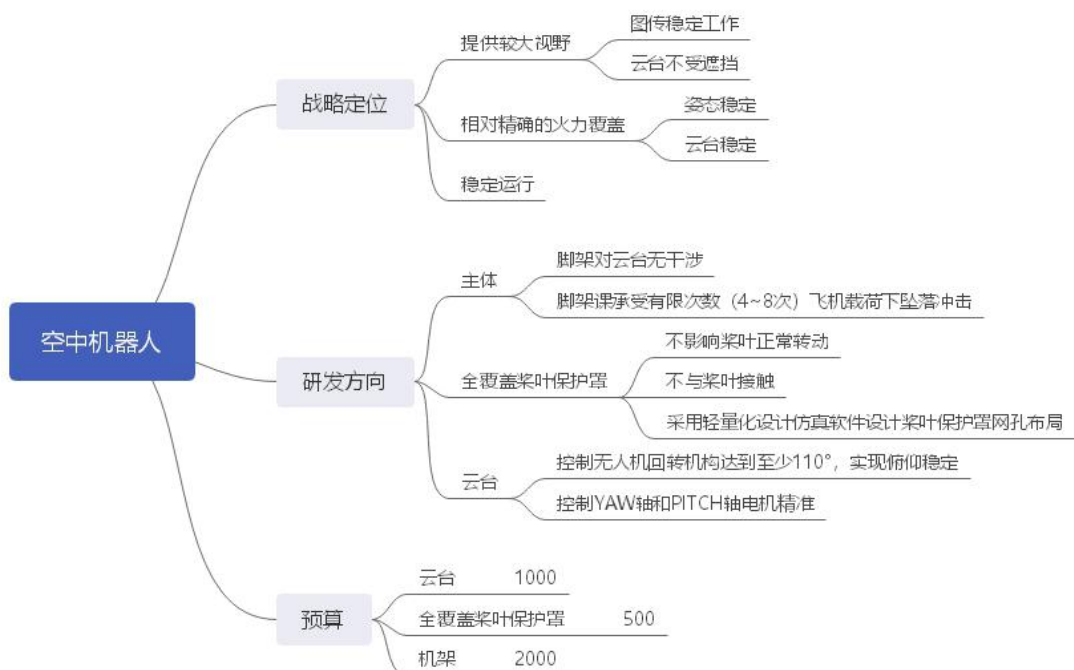 空中机器人
战略定位
提供较大视野
图传稳定工作
云台不受遮挡
相对精确的火力覆盖
姿态稳定
云台稳定
稳定运行
研发方向
主体
脚架对云台无干涉
脚架课承受有限次数（4~8次）飞机载荷下坠落冲击
全覆盖桨叶保护罩
不影响桨叶正常转动
不与桨叶接触
采用轻量化设计仿真软件设计桨叶保护罩网孔布局
云台
控制无人机回转机构达到至少110°，实现俯仰稳定
控制YAW轴和PITCH轴电机精准
预算
云台 1000
全覆盖桨叶保护罩 500
机架 2000